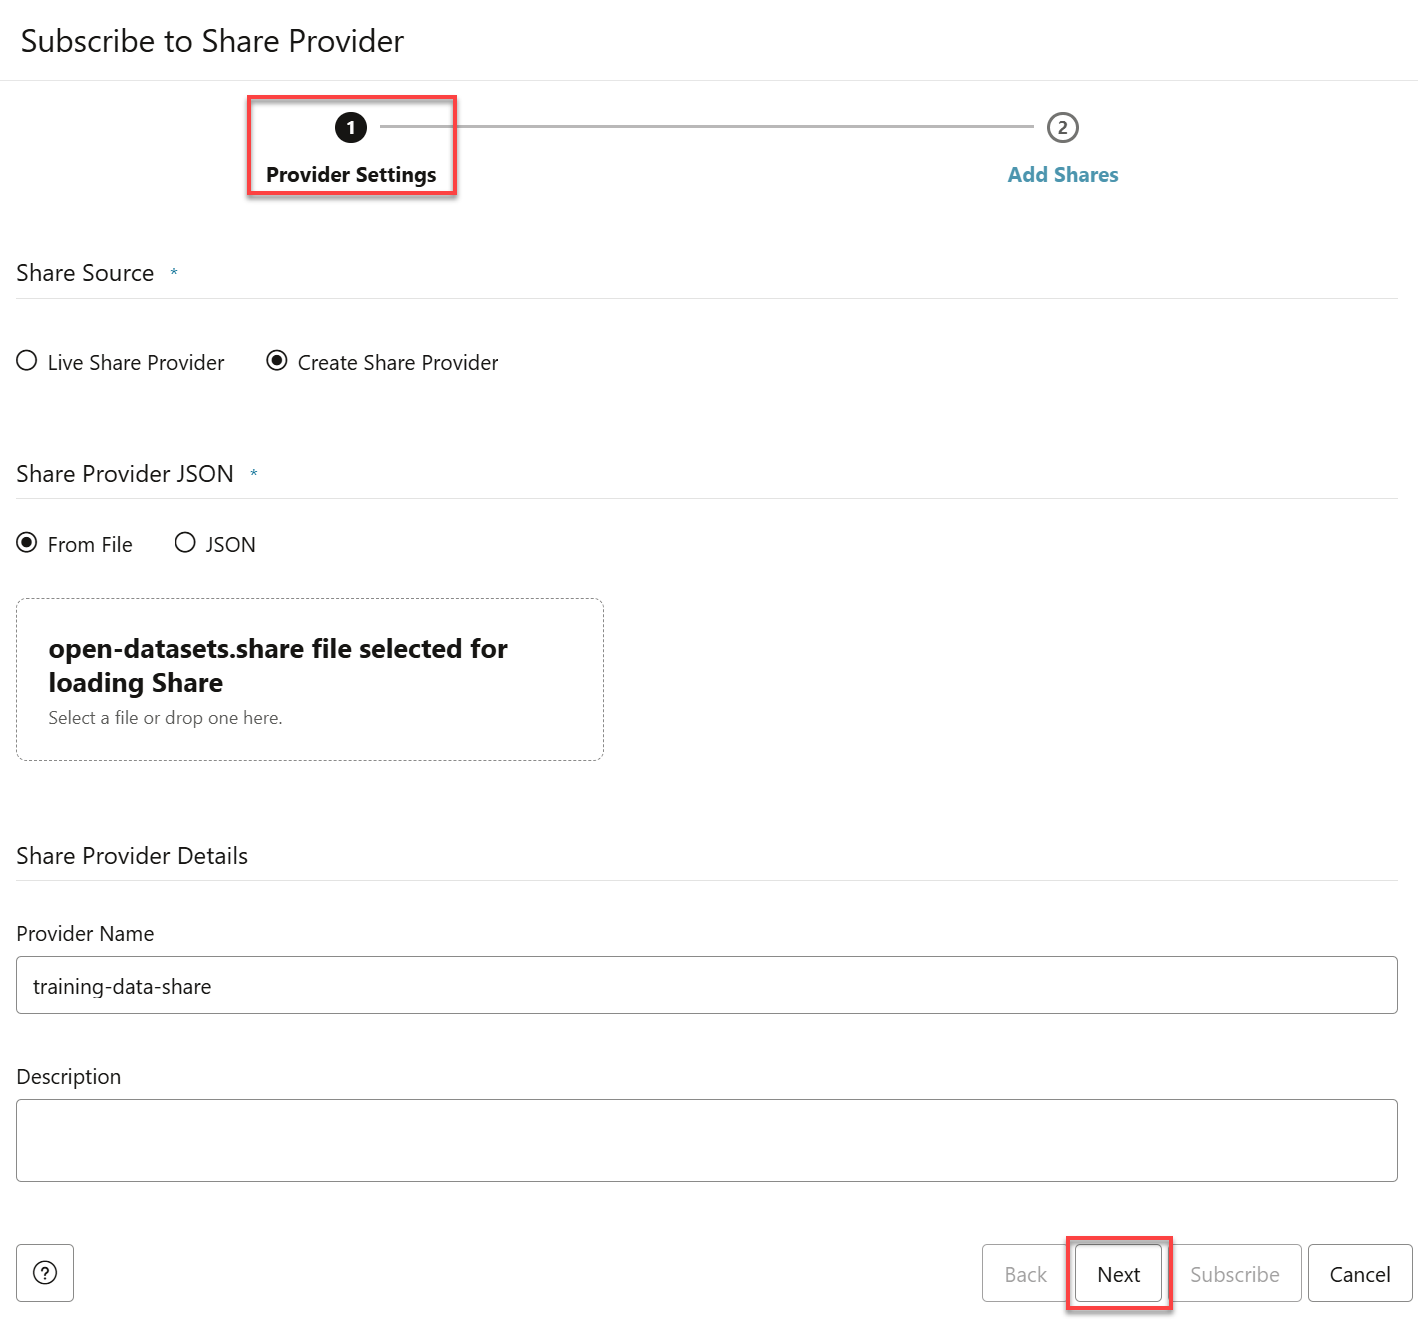 Subscribe to Share Provider
1
2
Provider Settings
Add Shares
Share Source *
Live Share Provider
Create Share Provider
Share Provider JSON *
From File
JSON
open-datasets.share file selected for
loading Share
Select a file or drop one here.
Share Provider Details
Provider Name
training-data-share
Description
?
Back
Next
Subscribe
Cancel